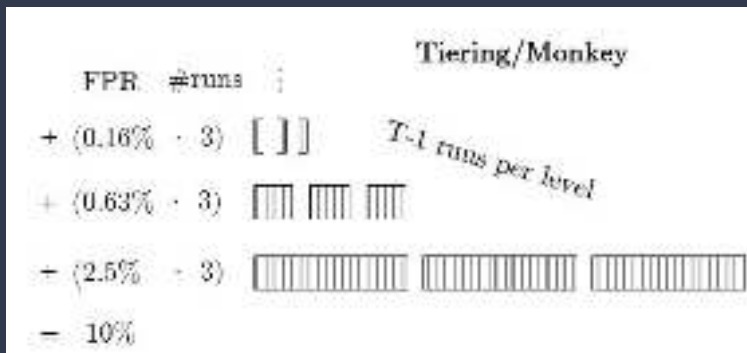 Tiering/Monkey
FPR #runs ⋮
+ (0.16% · 3)
T-1 runs per level
+ (0.63% · 3)
+ (2.5% · 3)
= 10%